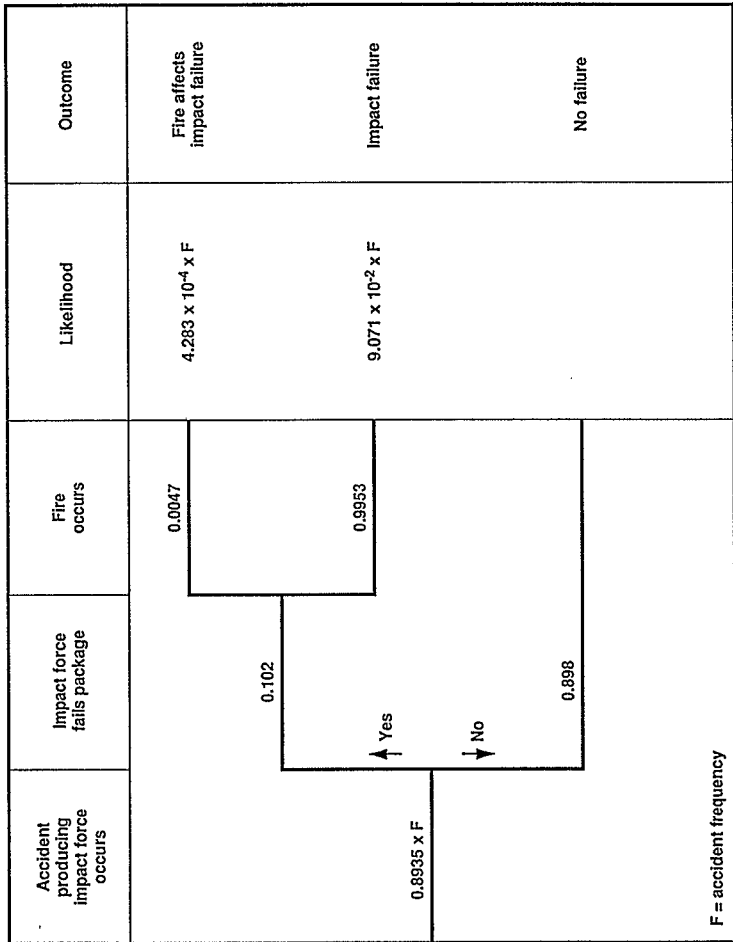 Accident
producing
impact force
occurs
Impact force
fails package
Fire
occurs
Likelihood
Outcome
0.8935 x F
Yes
No
0.102
0.898
0.0047
0.9953
4.283 x 10⁻⁴ x F
9.071 x 10⁻² x F
Fire affects
impact failure
Impact failure
No failure
F = accident frequency